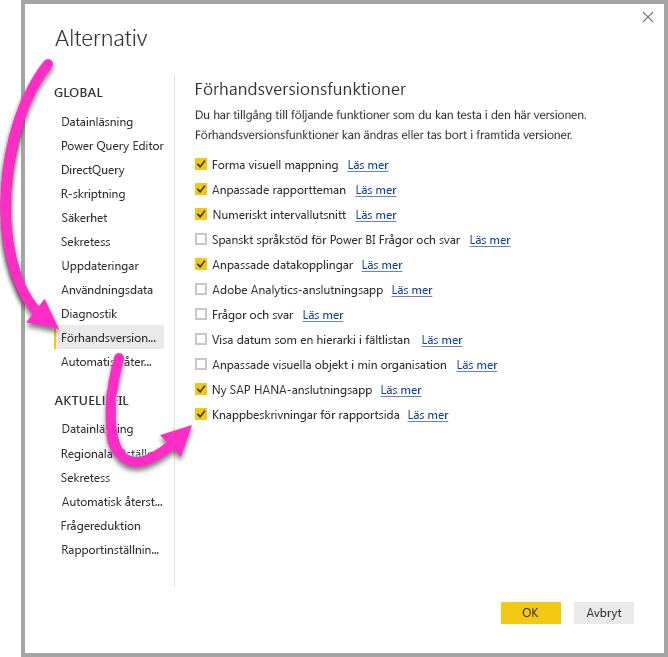 Alternativ
GLOBAL
Datainläsning
Power Query Editor
DirectQuery
R-skriptning
Säkerhet
Sekretess
Uppdateringar
Användningsdata
Diagnostik
Förhandsversion...
Automatisk åter...
AKTUELL FIL
Datainläsning
Regionala inställ...
Sekretess
Automatisk återst...
Frågereduktion
Rapportinställnin...
Förhandsversionsfunktioner
Du har tillgång till följande funktioner som du kan testa i den här versionen.
Förhandsversionsfunktioner kan ändras eller tas bort i framtida versioner.
Forma visuell mappning Läs mer
Anpassade rapportteman Läs mer
Numeriskt intervallutsnitt Läs mer
Spanskt språkstöd för Power BI Frågor och svar Läs mer
Anpassade datakopplingar Läs mer
Adobe Analytics-anslutningsapp Läs mer
Frågor och svar Läs mer
Visa datum som en hierarki i fältlistan Läs mer
Anpassade visuella objekt i min organisation Läs mer
Ny SAP HANA-anslutningsapp Läs mer
Knappbeskrivningar för rapportsida Läs mer
OK
Avbryt